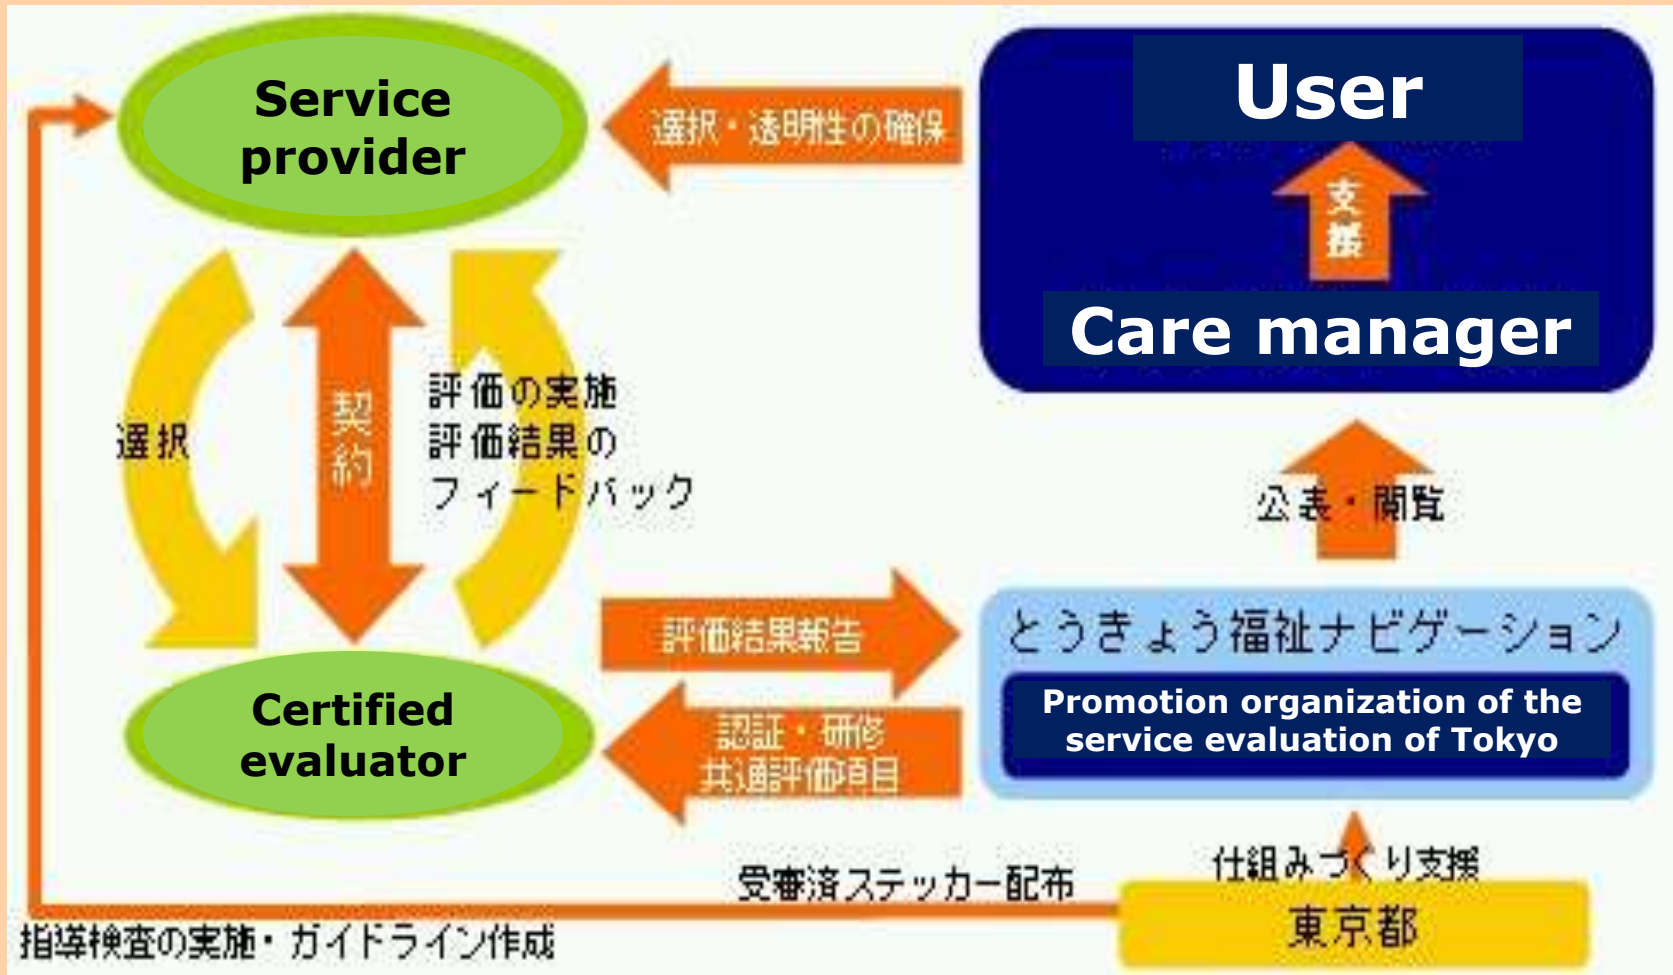 Service
provider
選択・透明性の確保
User
支援
Care manager
選択
契約
評価の実施
評価結果の
フィードバック
公表・閲覧
評価結果報告
とうきょう福祉ナビゲーション
Promotion organization of the
service evaluation of Tokyo
Certified
evaluator
認証・研修
共通評価項目
受審済ステッカー配布
仕組みづくり支援
東京都
指導検査の実施・ガイドライン作成